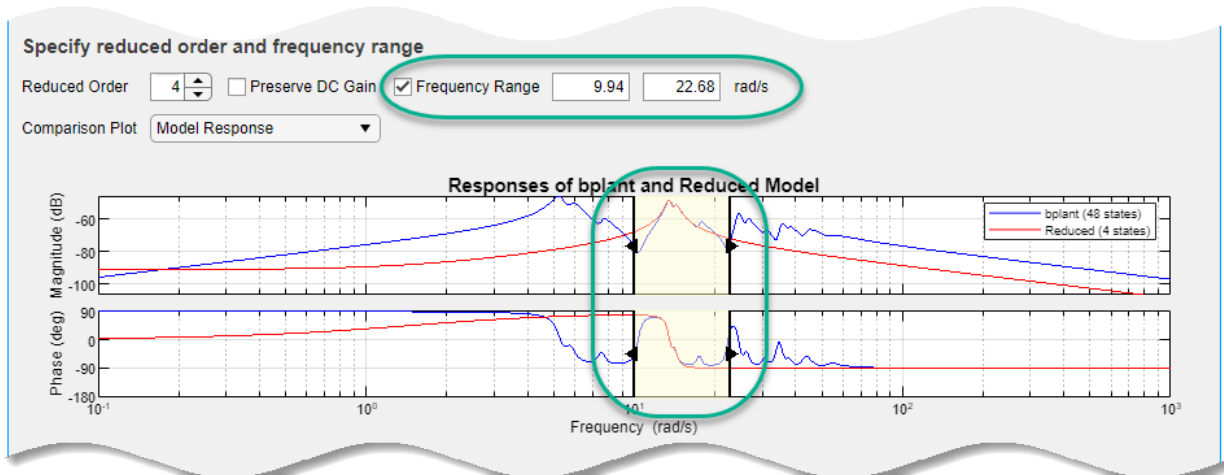 Specify reduced order and frequency range
Reduced Order 4 Preserve DC Gain Frequency Range 9.94 22.68 rad/s
Comparison Plot Model Response
Responses of bplant and Reduced Model
Magnitude (dB)
-60
-80
-100
bplant (48 states)
Reduced (4 states)
Phase (deg)
90
0
-90
-180
10-1 100 101 102 103
Frequency (rad/s)